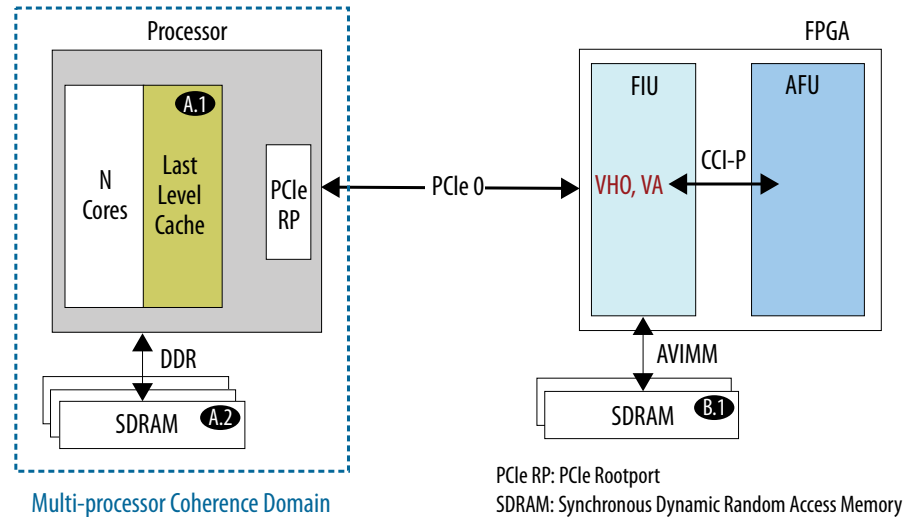 Processor
FPGA
A.1
N
Cores
Last
Level
Cache
PCIe
RP
PCIe 0
FIU
AFU
VHO, VA
CCI-P
DDR
AVIMM
SDRAM
A.2
SDRAM
B.1
Multi-processor Coherence Domain
PCIe RP: PCIe Rootport
SDRAM: Synchronous Dynamic Random Access Memory